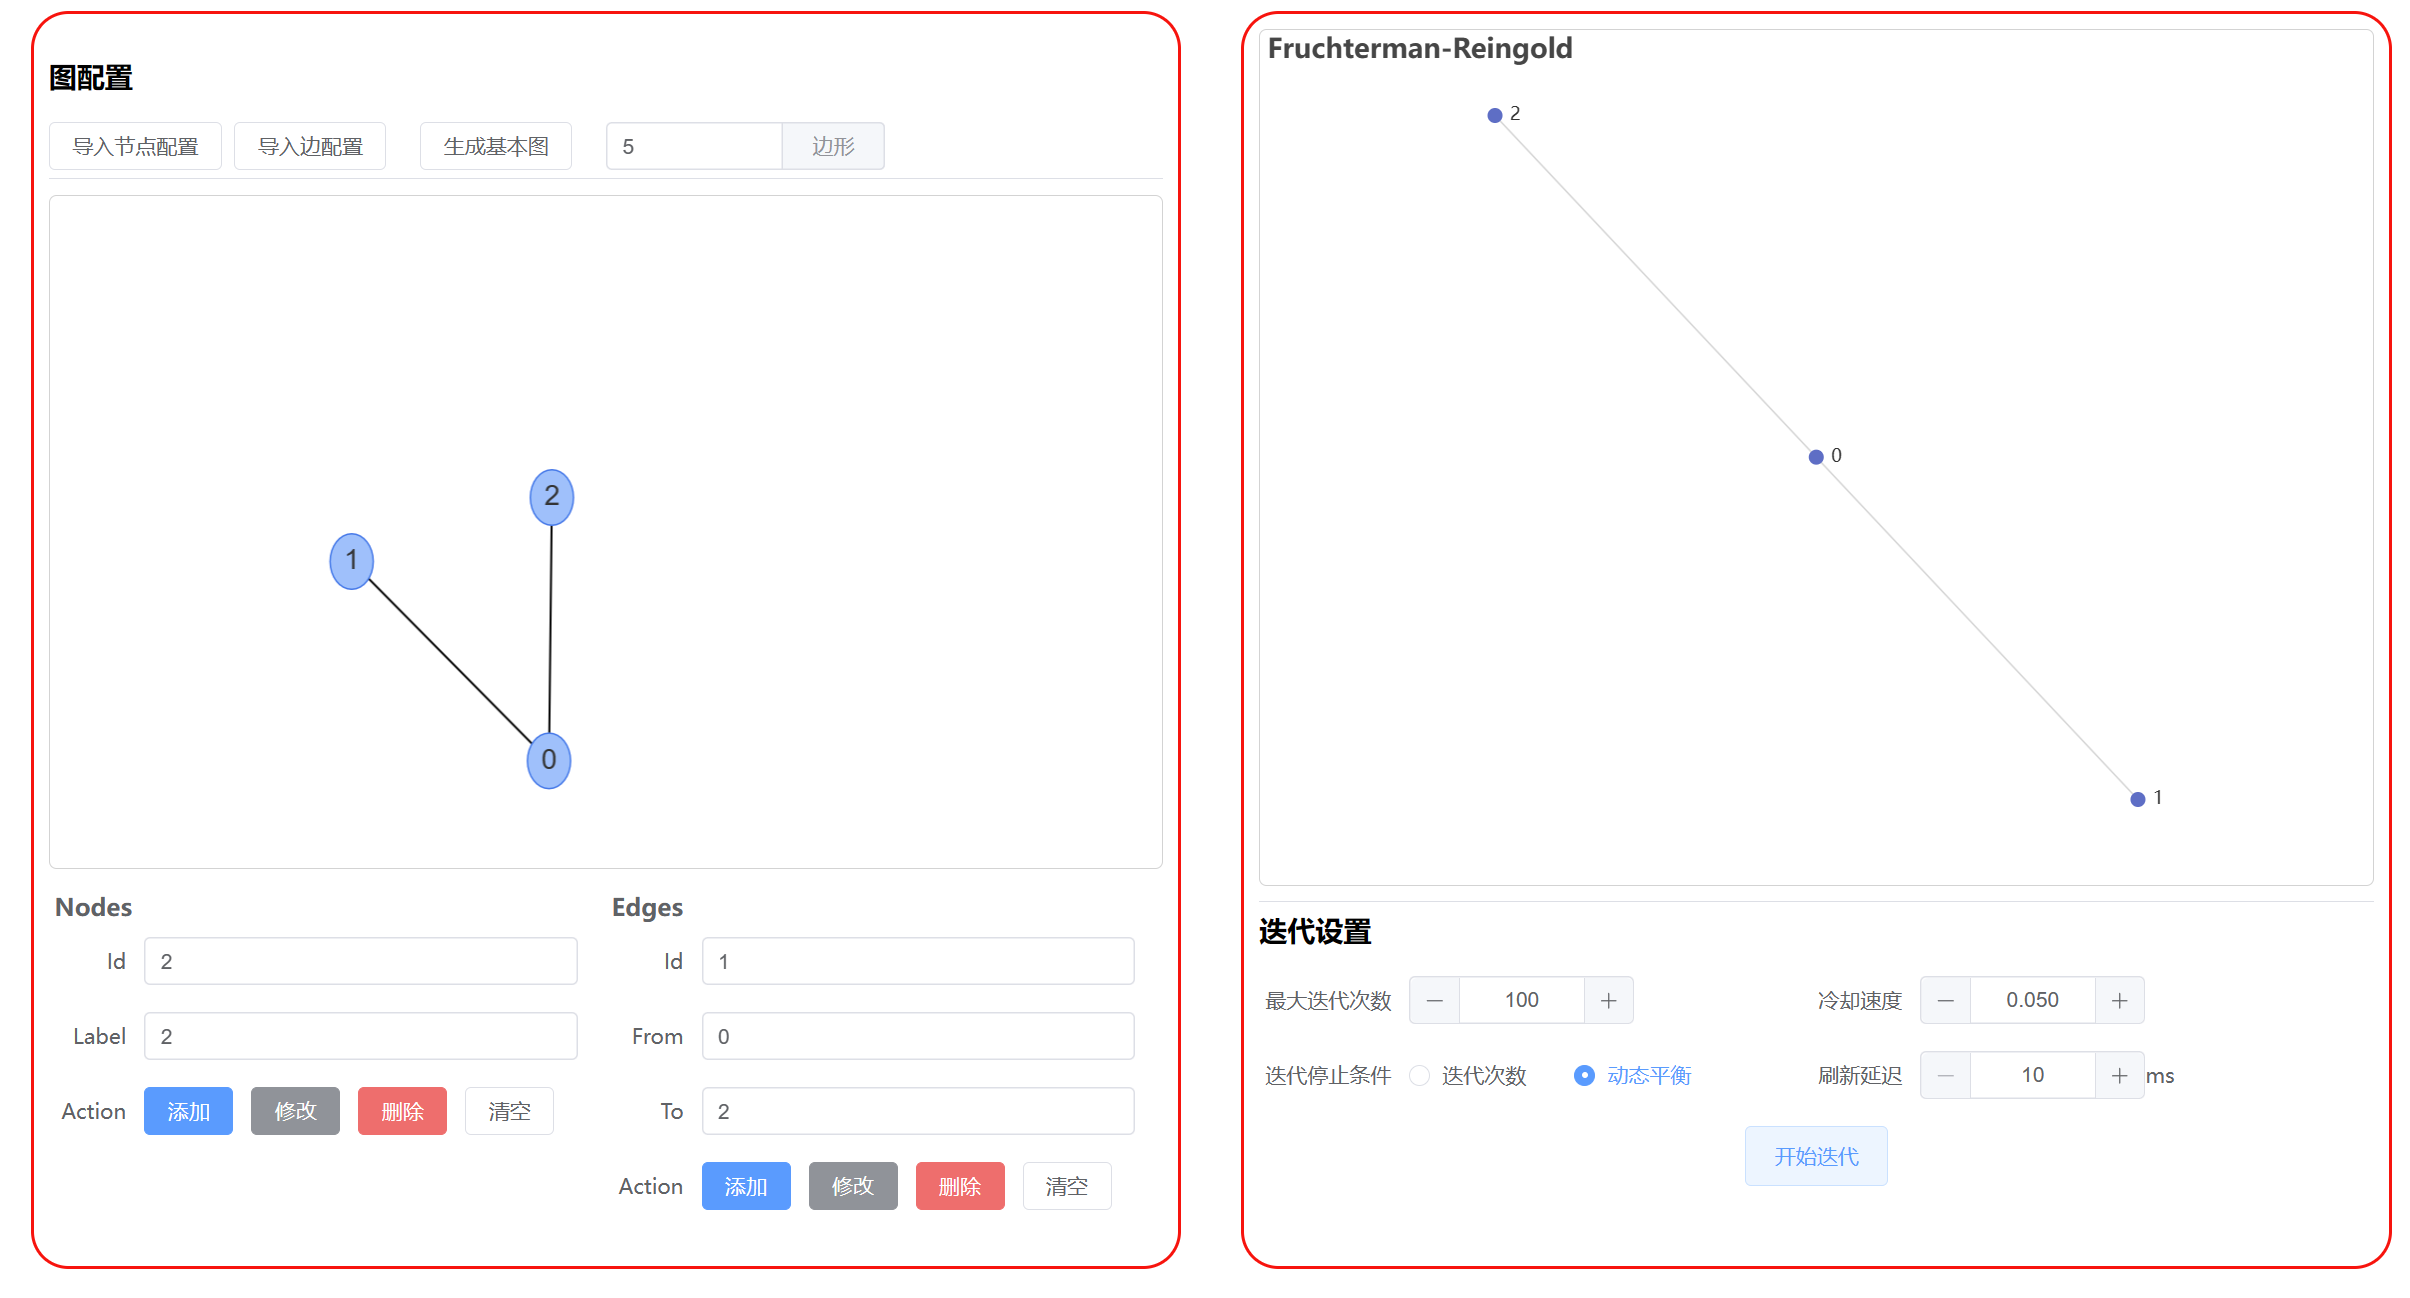 图配置
导入节点配置 导入边配置 生成基本图 5 边形
2
1
0
Nodes
Id 2
Label 2
Action 添加 修改 删除 清空
Edges
Id 1
From 0
To 2
Action 添加 修改 删除 清空
Fruchterman-Reingold
2
0
1
迭代设置
最大迭代次数 — 100 + 冷却速度 — 0.050 +
迭代停止条件 迭代次数 动态平衡 刷新延迟 — 10 + ms
开始迭代